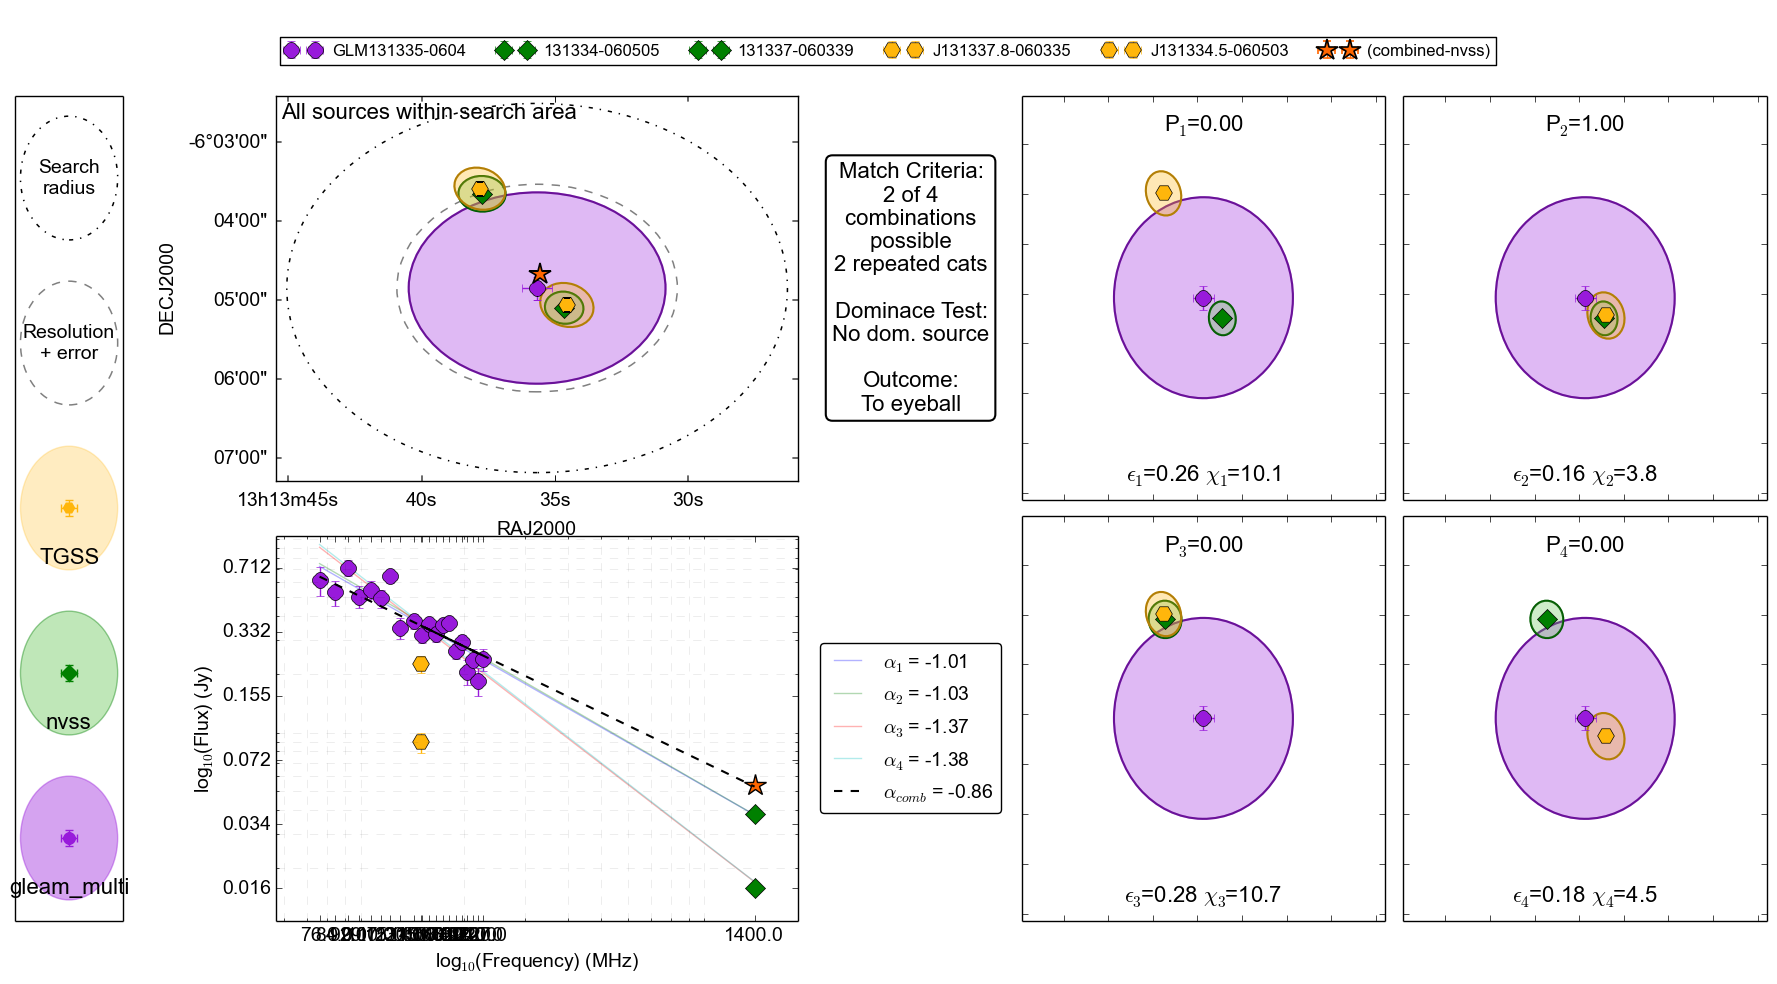 GLM131335-0604 131334-060505 131337-060339 J131337.8-060335 J131334.5-060503 (combined-nvss)
Search
radius
Resolution
+ error
TGSS
nvss
gleam_multi
All sources within search area
DECJ2000
-6°03'00"
04'00"
05'00"
06'00"
07'00"
13h13m45s 40s 35s 30s
RAJ2000
Match Criteria:
2 of 4
combinations
possible
2 repeated cats
Dominace Test:
No dom. source
Outcome:
To eyeball
P1=0.00
ϵ1=0.26 χ1=10.1
P2=1.00
ϵ2=0.16 χ2=3.8
log10(Flux) (Jy)
0.712
0.332
0.155
0.072
0.034
0.016
1400.0
log10(Frequency) (MHz)
α1 = -1.01
α2 = -1.03
α3 = -1.37
α4 = -1.38
αcomb = -0.86
P3=0.00
ϵ3=0.28 χ3=10.7
P4=0.00
ϵ4=0.18 χ4=4.5